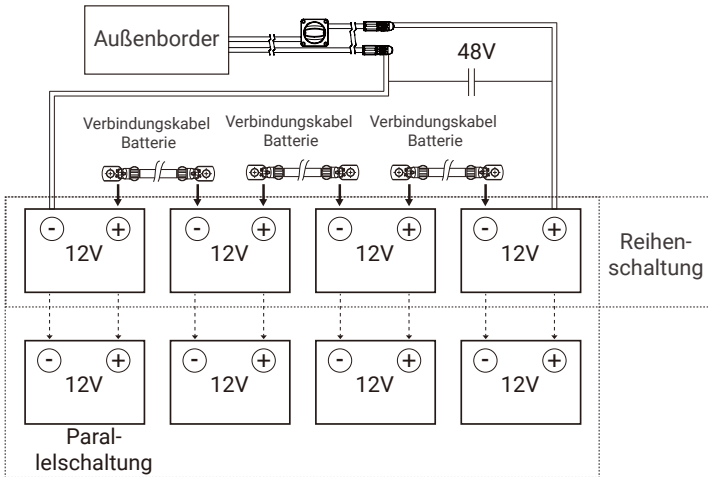 Außenborder
48V
Verbindungskabel
Batterie
Verbindungskabel
Batterie
Verbindungskabel
Batterie
- + 12V
- + 12V
- + 12V
- + 12V
Reihen-
schaltung
- + 12V
- + 12V
- + 12V
- + 12V
Paral-
lelschaltung